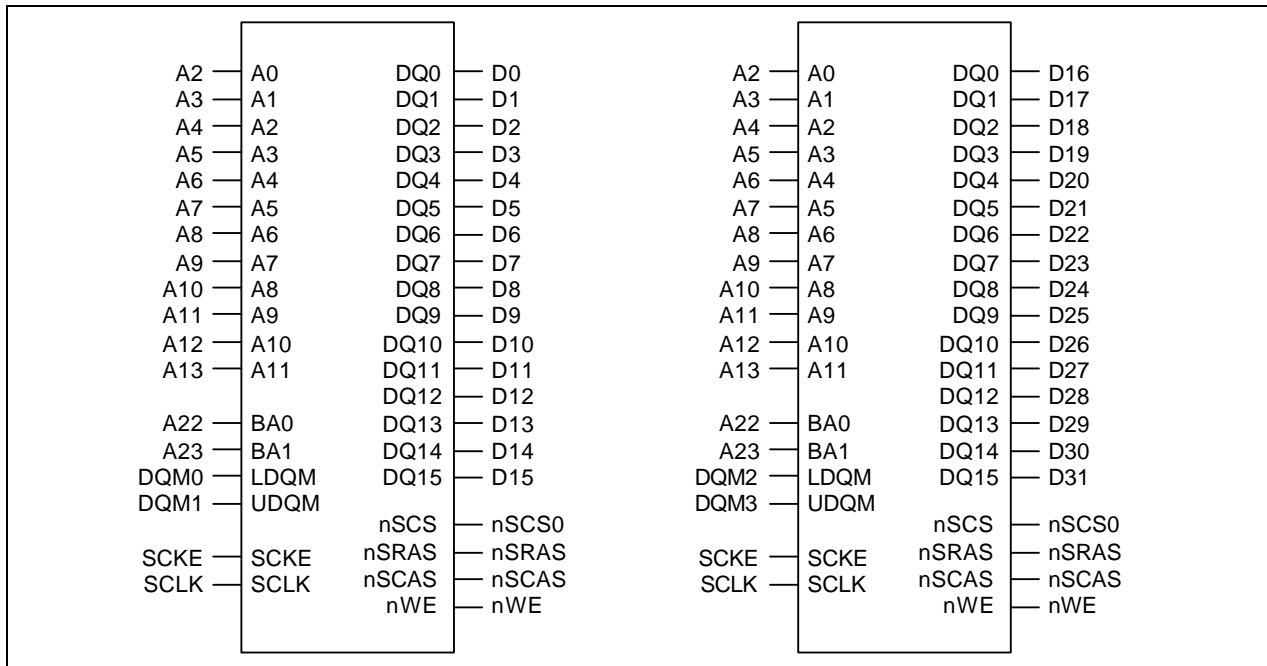 A2 A0 DQ0 D0 A2 A0 DQ0 D16
A3 A1 DQ1 D1 A3 A1 DQ1 D17
A4 A2 DQ2 D2 A4 A2 DQ2 D18
A5 A3 DQ3 D3 A5 A3 DQ3 D19
A6 A4 DQ4 D4 A6 A4 DQ4 D20
A7 A5 DQ5 D5 A7 A5 DQ5 D21
A8 A6 DQ6 D6 A8 A6 DQ6 D22
A9 A7 DQ7 D7 A9 A7 DQ7 D23
A10 A8 DQ8 D8 A10 A8 DQ8 D24
A11 A9 DQ9 D9 A11 A9 DQ9 D25
A12 A10 DQ10 D10 A12 A10 DQ10 D26
A13 A11 DQ11 D11 A13 A11 DQ11 D27
DQ12 D12 DQ12 D28
A22 BA0 DQ13 D13 A22 BA0 DQ13 D29
A23 BA1 DQ14 D14 A23 BA1 DQ14 D30
DQM0 LDQM DQ15 D15 DQM2 LDQM DQ15 D31
DQM1 UDQM DQM3 UDQM
nSCS nSCS0 nSCS nSCS0
SCKE SCKE nSRAS nSRAS SCKE SCKE nSRAS nSRAS
SCLK SCLK nSCAS nSCAS SCLK SCLK nSCAS nSCAS
nWE nWE nWE nWE